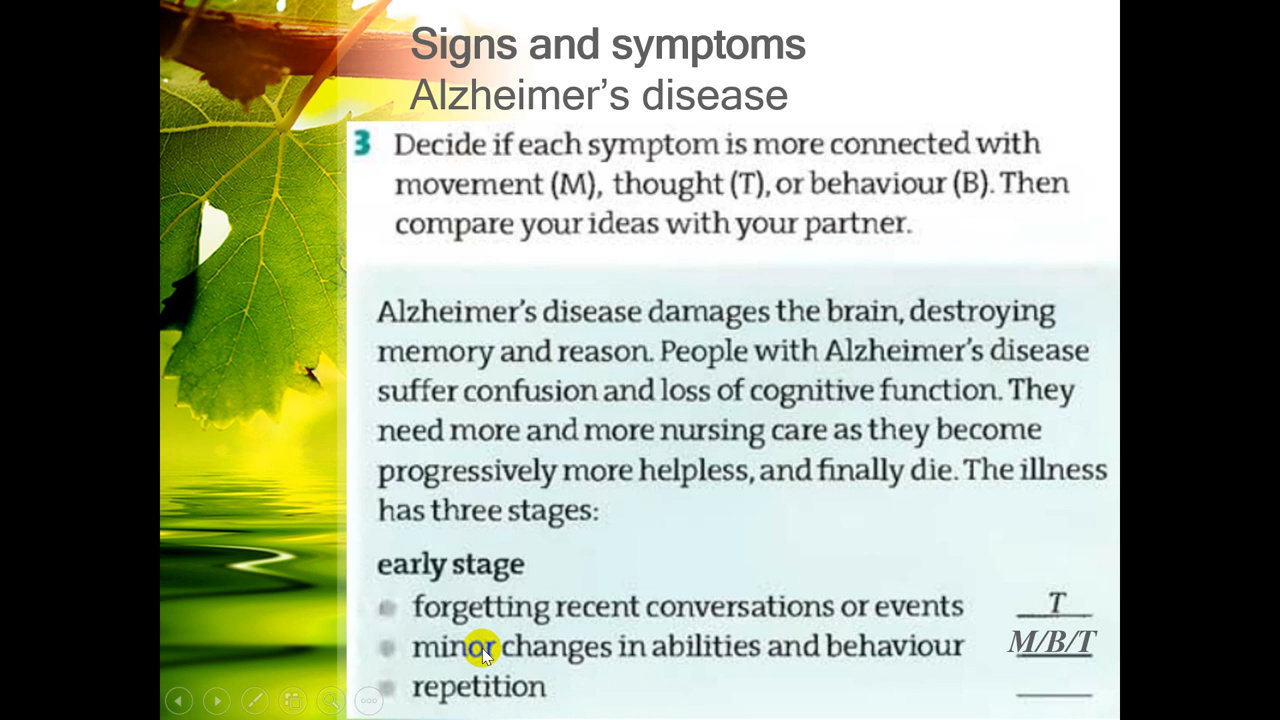 Signs and symptoms
Alzheimer’s disease
3 Decide if each symptom is more connected with
movement (M), thought (T), or behaviour (B). Then
compare your ideas with your partner.
Alzheimer’s disease damages the brain, destroying
memory and reason. People with Alzheimer’s disease
suffer confusion and loss of cognitive function. They
need more and more nursing care as they become
progressively more helpless, and finally die. The illness
has three stages:
early stage
forgetting recent conversations or events T
minor changes in abilities and behaviour M/B/T
repetition